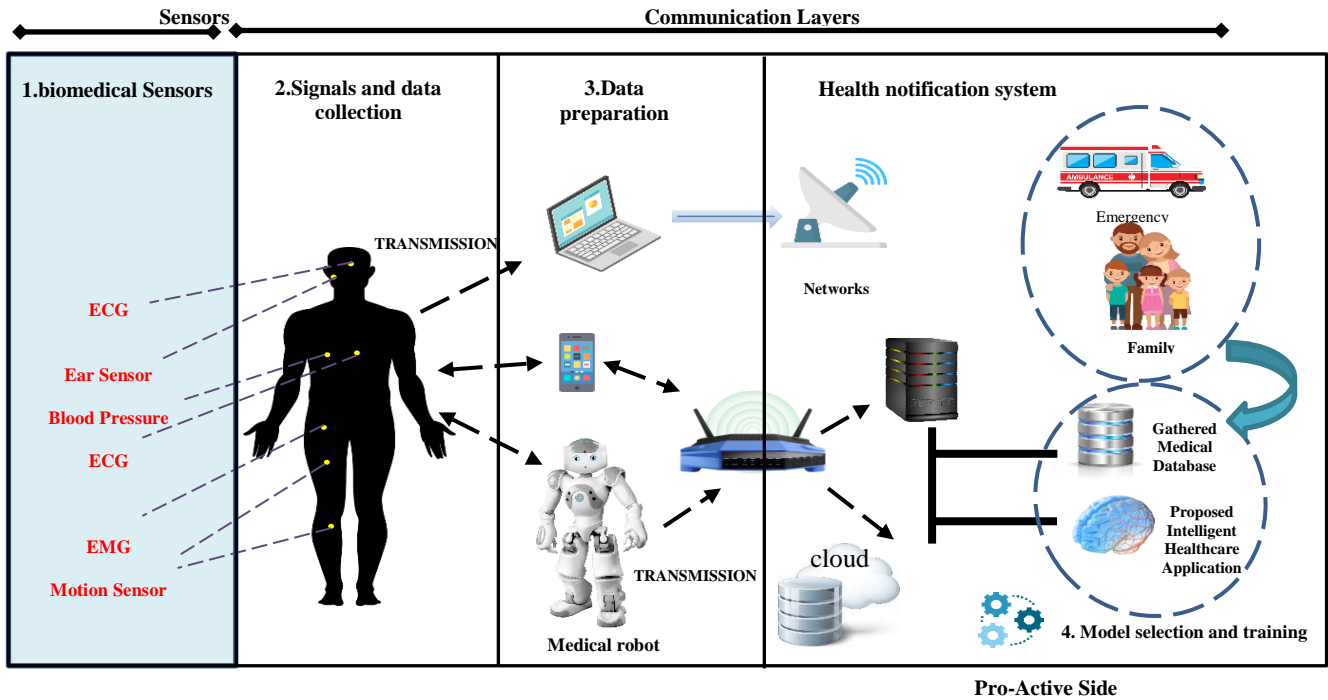 Sensors
Communication Layers
1.biomedical Sensors
2.Signals and data
collection
3.Data
preparation
Health notification system
AMBULANCE
Emergency
TRANSMISSION
Networks
Family
ECG
Ear Sensor
Blood Pressure
ECG
EMG
Motion Sensor
Gathered
Medical
Database
Proposed
Intelligent
Healthcare
Application
cloud
TRANSMISSION
Medical robot
4. Model selection and training
Pro-Active Side